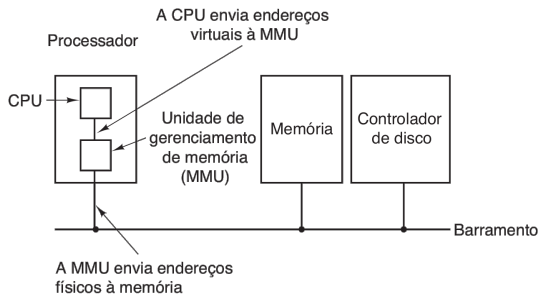 A CPU envia endereços
virtuais à MMU
Processador
CPU
Unidade de
gerenciamento
de memória
(MMU)
Memória
Controlador
de disco
Barramento
A MMU envia endereços
físicos à memória